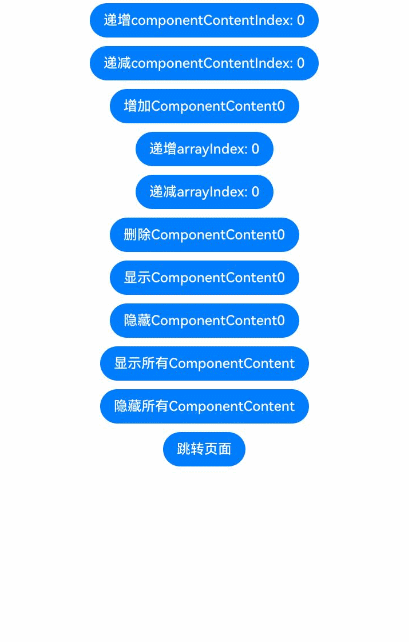 递增componentContentIndex: 0
递减componentContentIndex: 0
增加ComponentContent0
递增arrayIndex: 0
递减arrayIndex: 0
删除ComponentContent0
显示ComponentContent0
隐藏ComponentContent0
显示所有ComponentContent
隐藏所有ComponentContent
跳转页面